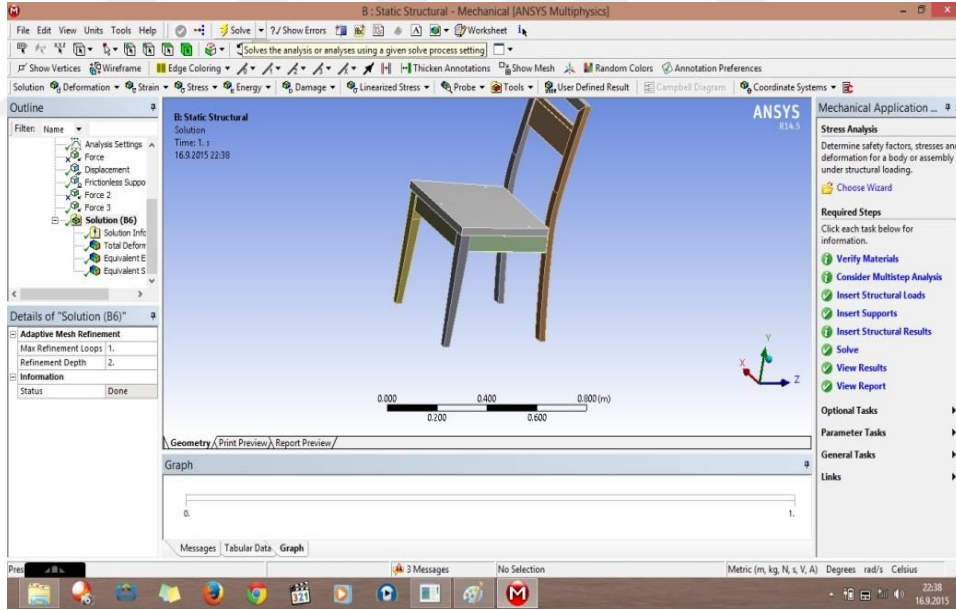 B : Static Structural - Mechanical [ANSYS Multiphysics]
File Edit View Units Tools Help Solve ?/ Show Errors Worksheet
Solves the analysis or analyses using a given solve process setting
Show Vertices Wireframe Edge Coloring Thicken Annotations Show Mesh Random Colors Annotation Preferences
Solution Deformation Strain Stress Energy Damage Linearized Stress Probe Tools User Defined Result Campbell Diagram Coordinate Systems
Outline
Filter: Name
Analysis Settings
Force
Displacement
Frictionless Suppo
Force 2
Force 3
Solution (B6)
Solution Infc
Total Deform
Equivalent E
Equivalent S
Details of "Solution (B6)"
Adaptive Mesh Refinement
Max Refinement Loops 1.
Refinement Depth 2.
Information
Status Done
B: Static Structural
Solution
Time: 1. s
16.9.2015 22:38
ANSYS
R14.5
Y
X
Z
0.000 0.400 0.800 (m)
0.200 0.600
Geometry Print Preview Report Preview
Graph
0. 1.
Messages Tabular Data Graph
Mechanical Application ...
Stress Analysis
Determine safety factors, stresses an
deformation for a body or assembly
under structural loading.
Choose Wizard
Required Steps
Click each task below for
information.
Verify Materials
Consider Multistep Analysis
Insert Structural Loads
Insert Supports
Insert Structural Results
Solve
View Results
View Report
Optional Tasks
Parameter Tasks
General Tasks
Links
Pres 3 Messages No Selection Metric (m, kg, N, s, V, A) Degrees rad/s Celsius
321
22:38
16.9.2015